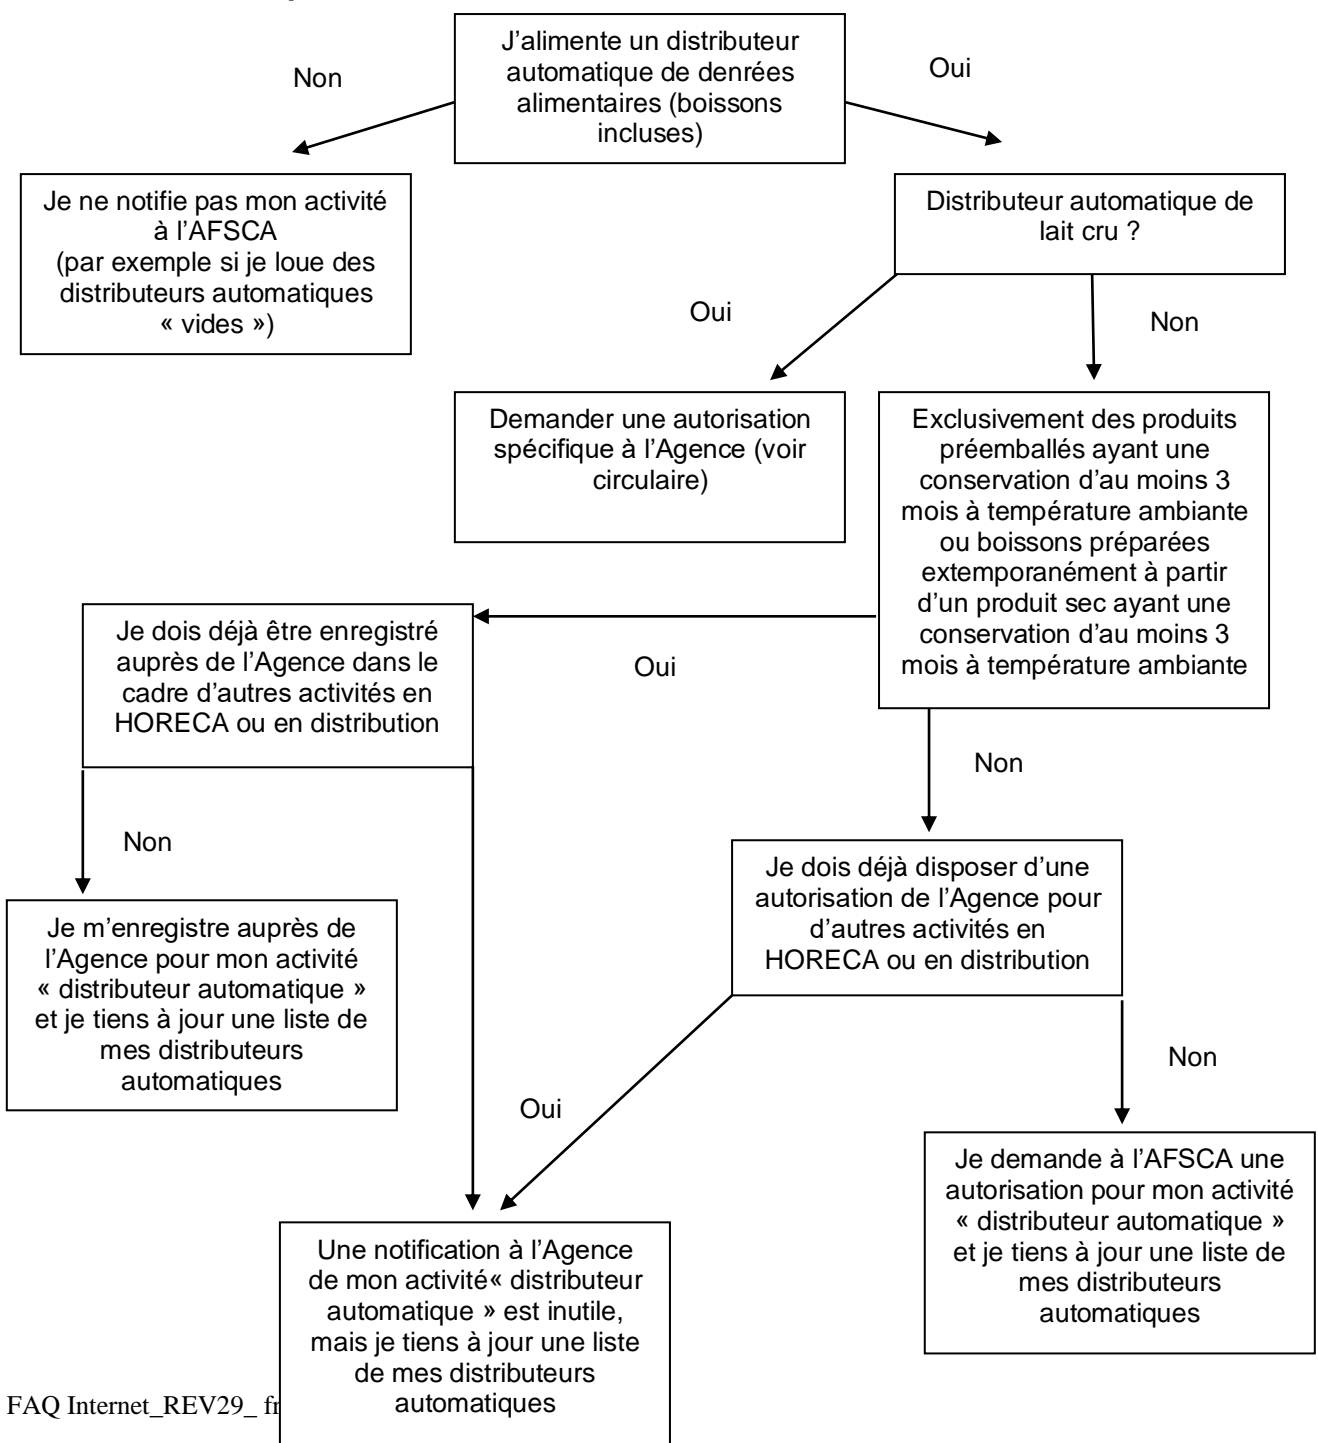 J’alimente un distributeur
automatique de denrées
alimentaires (boissons
incluses)
Non
Oui
Je ne notifie pas mon activité
à l’AFSCA
(par exemple si je loue des
distributeurs automatiques
« vides »)
Distributeur automatique de
lait cru ?
Oui
Non
Demander une autorisation
spécifique à l’Agence (voir
circulaire)
Exclusivement des produits
préemballés ayant une
conservation d’au moins 3
mois à température ambiante
ou boissons préparées
extemporanément à partir
d’un produit sec ayant une
conservation d’au moins 3
mois à température ambiante
Je dois déjà être enregistré
auprès de l’Agence dans le
cadre d’autres activités en
HORECA ou en distribution
Oui
Non
Non
Je dois déjà disposer d’une
autorisation de l’Agence pour
d’autres activités en
HORECA ou en distribution
Je m’enregistre auprès de
l’Agence pour mon activité
« distributeur automatique »
et je tiens à jour une liste de
mes distributeurs
automatiques
Oui
Non
Je demande à l’AFSCA une
autorisation pour mon activité
« distributeur automatique »
et je tiens à jour une liste de
mes distributeurs
automatiques
Une notification à l’Agence
de mon activité« distributeur
automatique » est inutile,
mais je tiens à jour une liste
de mes distributeurs
automatiques
FAQ Internet_REV29_ fr